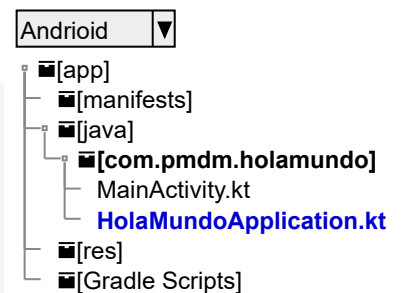 Andrioid
[app]
[manifests]
[java]
[com.pmdm.holamundo]
MainActivity.kt
HolaMundoApplication.kt
[res]
[Gradle Scripts]